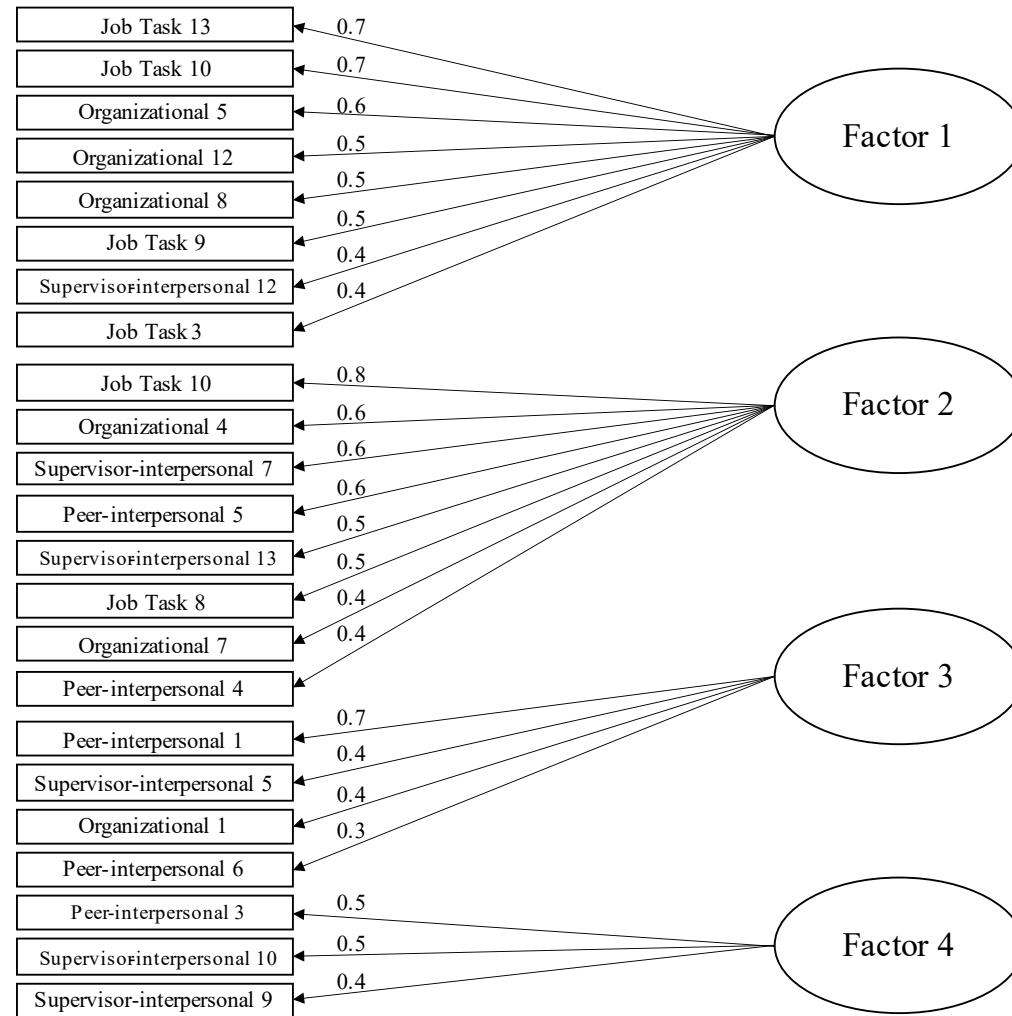 Job Task 13
0.7
Job Task 10
0.7
Organizational 5
0.6
Organizational 12
0.5
Organizational 8
0.5
Job Task 9
0.5
Supervisor-interpersonal 12
0.4
Job Task 3
0.4
Factor 1
Job Task 10
0.8
Organizational 4
0.6
Supervisor-interpersonal 7
0.6
Peer-interpersonal 5
0.6
Supervisor-interpersonal 13
0.5
Job Task 8
0.5
Organizational 7
0.4
Peer-interpersonal 4
0.4
Factor 2
Peer-interpersonal 1
0.7
Supervisor-interpersonal 5
0.4
Organizational 1
0.4
Peer-interpersonal 6
0.3
Factor 3
Peer-interpersonal 3
0.5
Supervisor-interpersonal 10
0.5
Supervisor-interpersonal 9
0.4
Factor 4